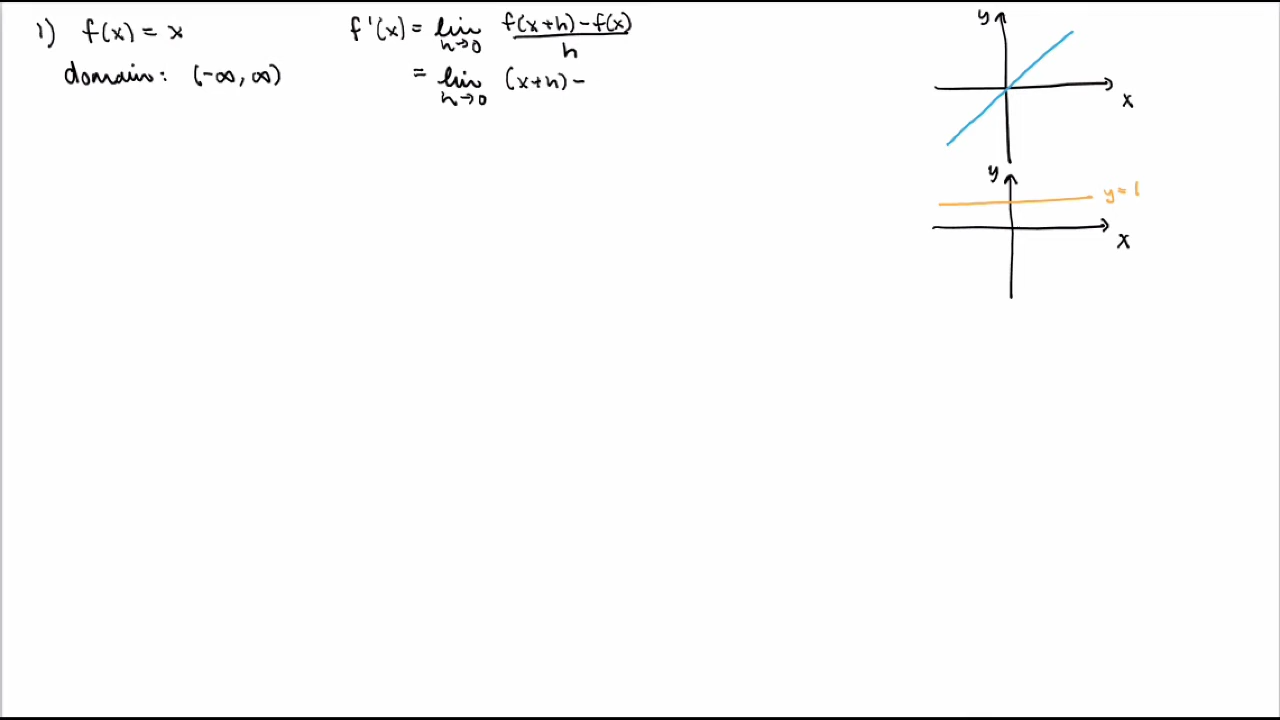 1) f(x) = x
domain: (-∞, ∞)
f'(x) = lim h→0 f(x+h) - f(x) / h
= lim h→0 (x+h) -
y
x
y
y = 1
x